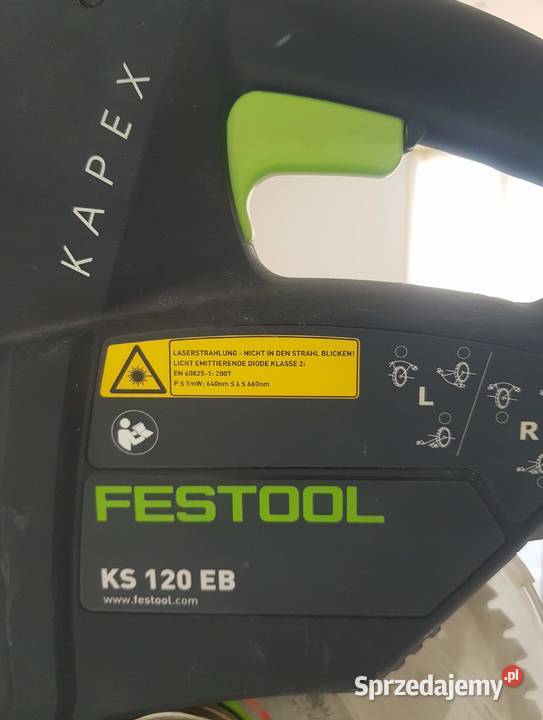 KAPEX
LASERSTRAHLUNG - NICHT IN DEN STRAHL BLICKEN!
LICHT EMITTIERENDE DIODE KLASSE 2:
EN 60825-1: 2007
P ≤ 1mW; 640nm ≤ λ ≤ 660nm
L
R
FESTOOL
KS 120 EB
www.festool.com
Sprzedajemy.pl